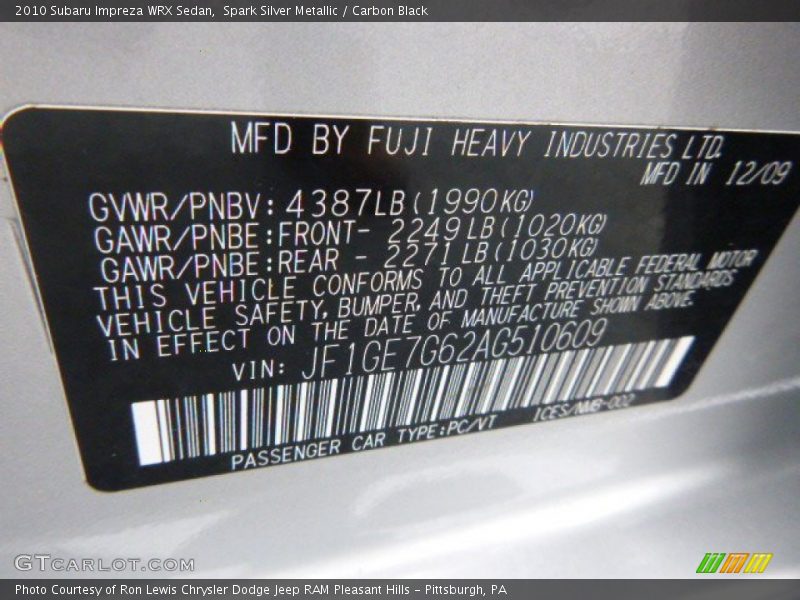 2010 Subaru Impreza WRX Sedan,  Spark Silver Metallic / Carbon Black
MFD BY FUJI HEAVY INDUSTRIES LTD.
MFD IN 12/09
GVWR/PNBV: 4387LB(1990KG)
GAWR/PNBE:FRONT- 2249LB(1020KG)
GAWR/PNBE:REAR - 2271LB(1030KG)
THIS VEHICLE CONFORMS TO ALL APPLICABLE FEDERAL MOTOR
VEHICLE SAFETY, BUMPER, AND THEFT PREVENTION STANDARDS
IN EFFECT ON THE DATE OF MANUFACTURE SHOWN ABOVE.
VIN: JF1GE7G62AG510609
PASSENGER CAR TYPE:PC/VT ICES/NMB-002
GTCARLOT.COM
Photo Courtesy of Ron Lewis Chrysler Dodge Jeep RAM Pleasant Hills - Pittsburgh, PA